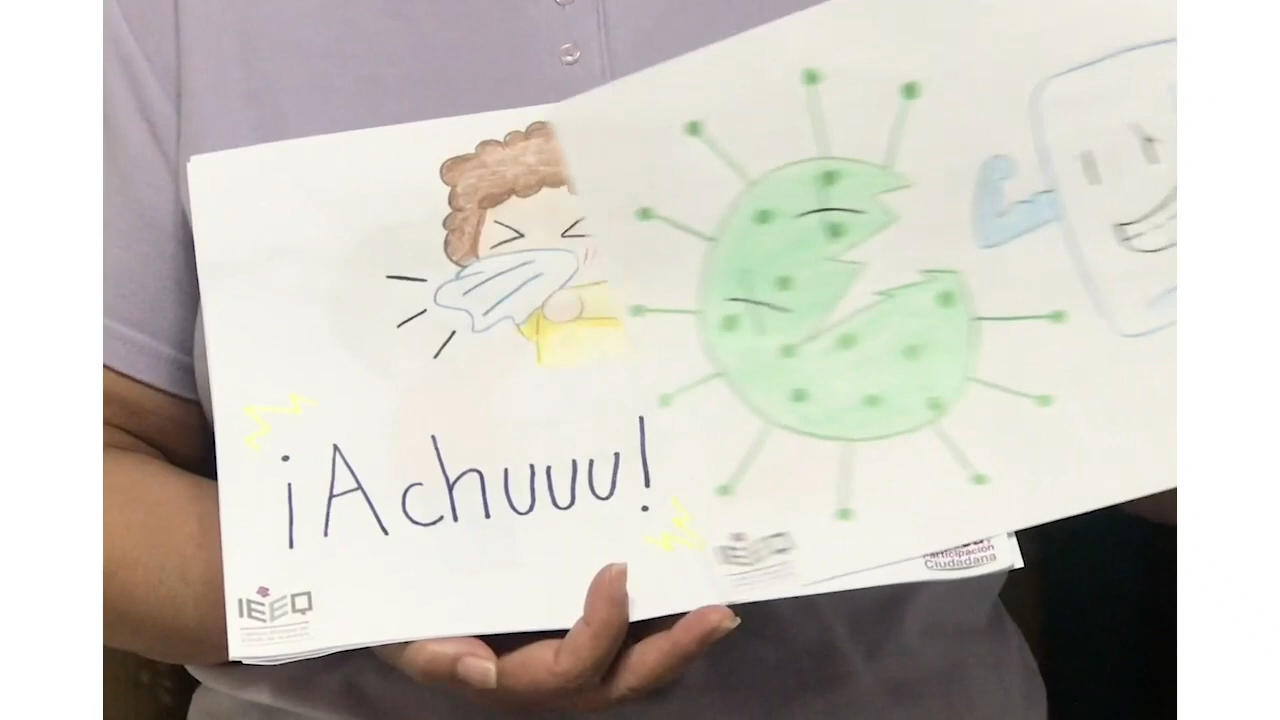 ¡Achuuu!
IEEQ
IEEQ
Participación
Ciudadana